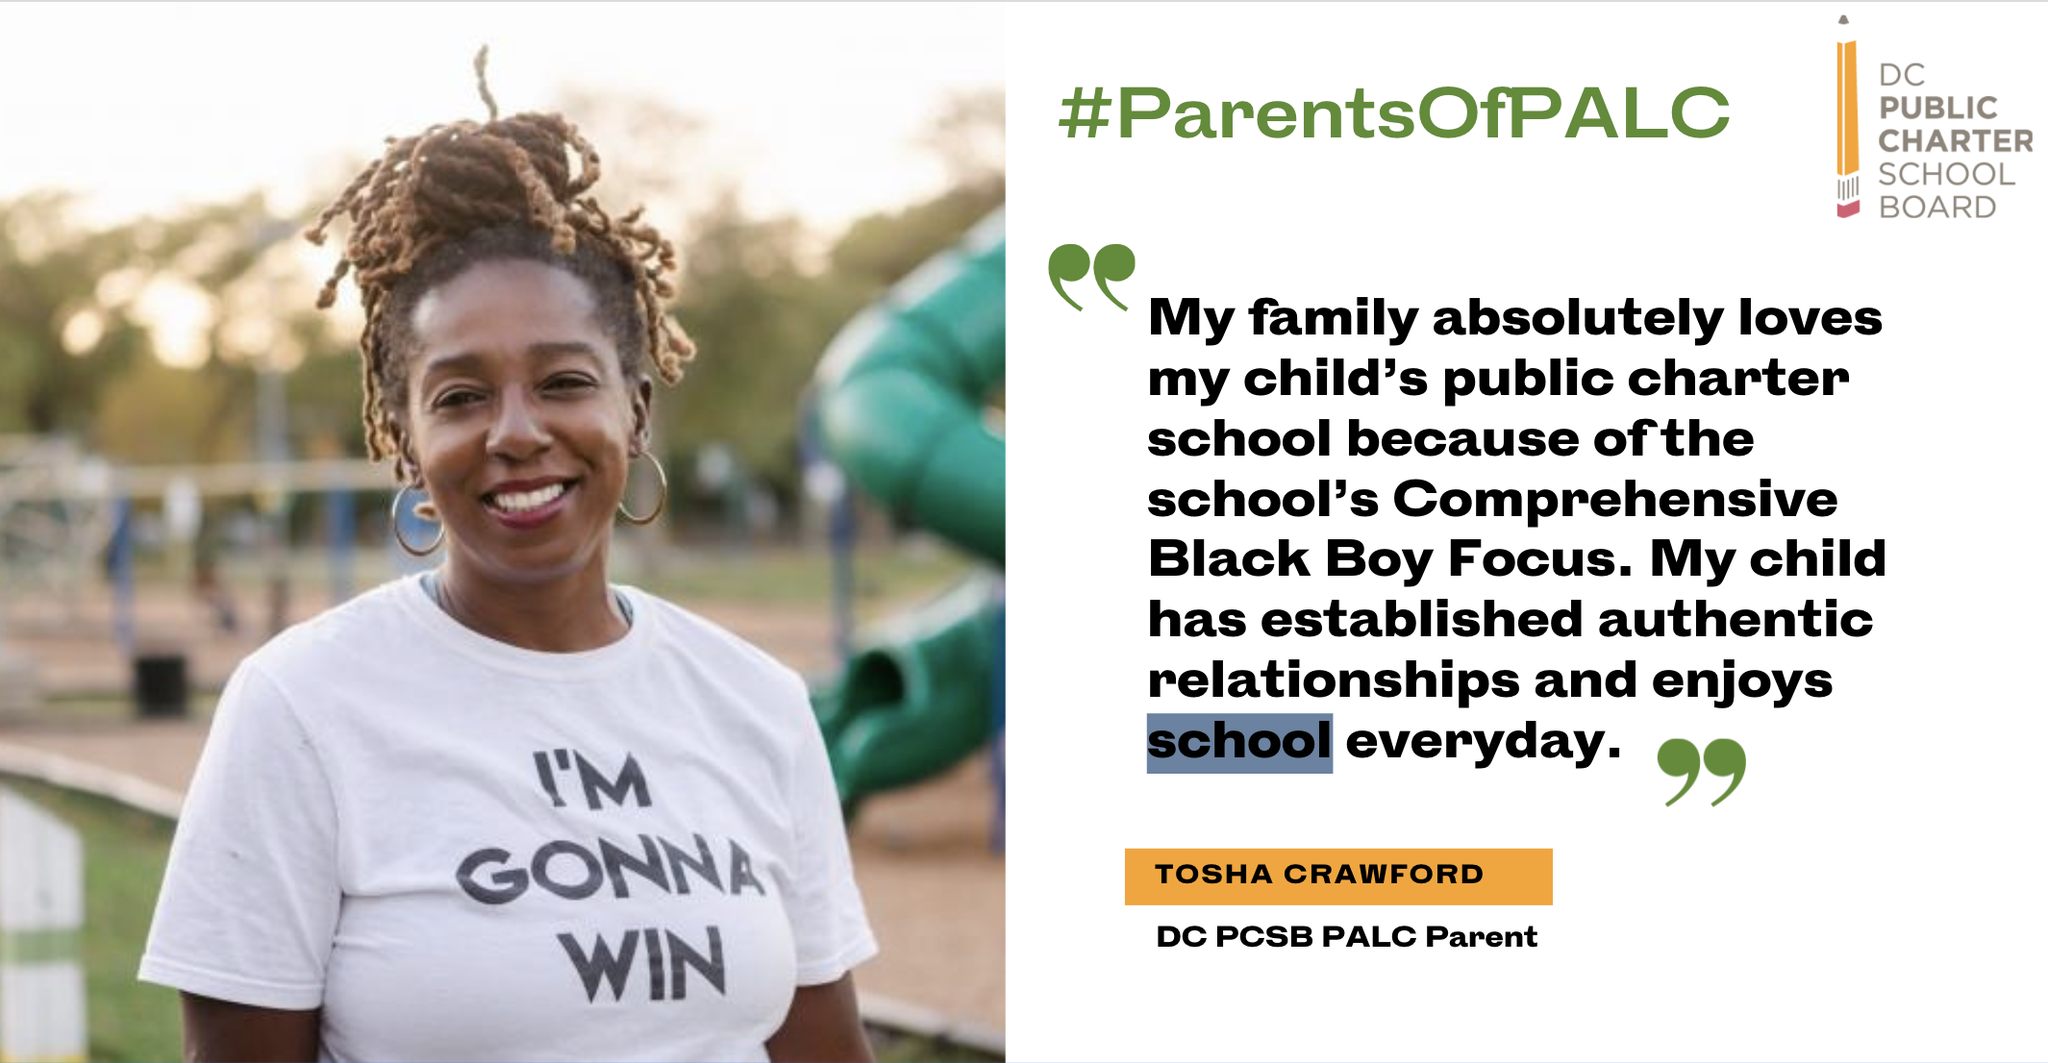 I'M
GONNA
WIN
#ParentsOfPALC
DC
PUBLIC
CHARTER
SCHOOL
BOARD
“
My family absolutely loves
my child’s public charter
school because of the
school’s Comprehensive
Black Boy Focus. My child
has established authentic
relationships and enjoys
school everyday.
”
TOSHA CRAWFORD
DC PCSB PALC Parent